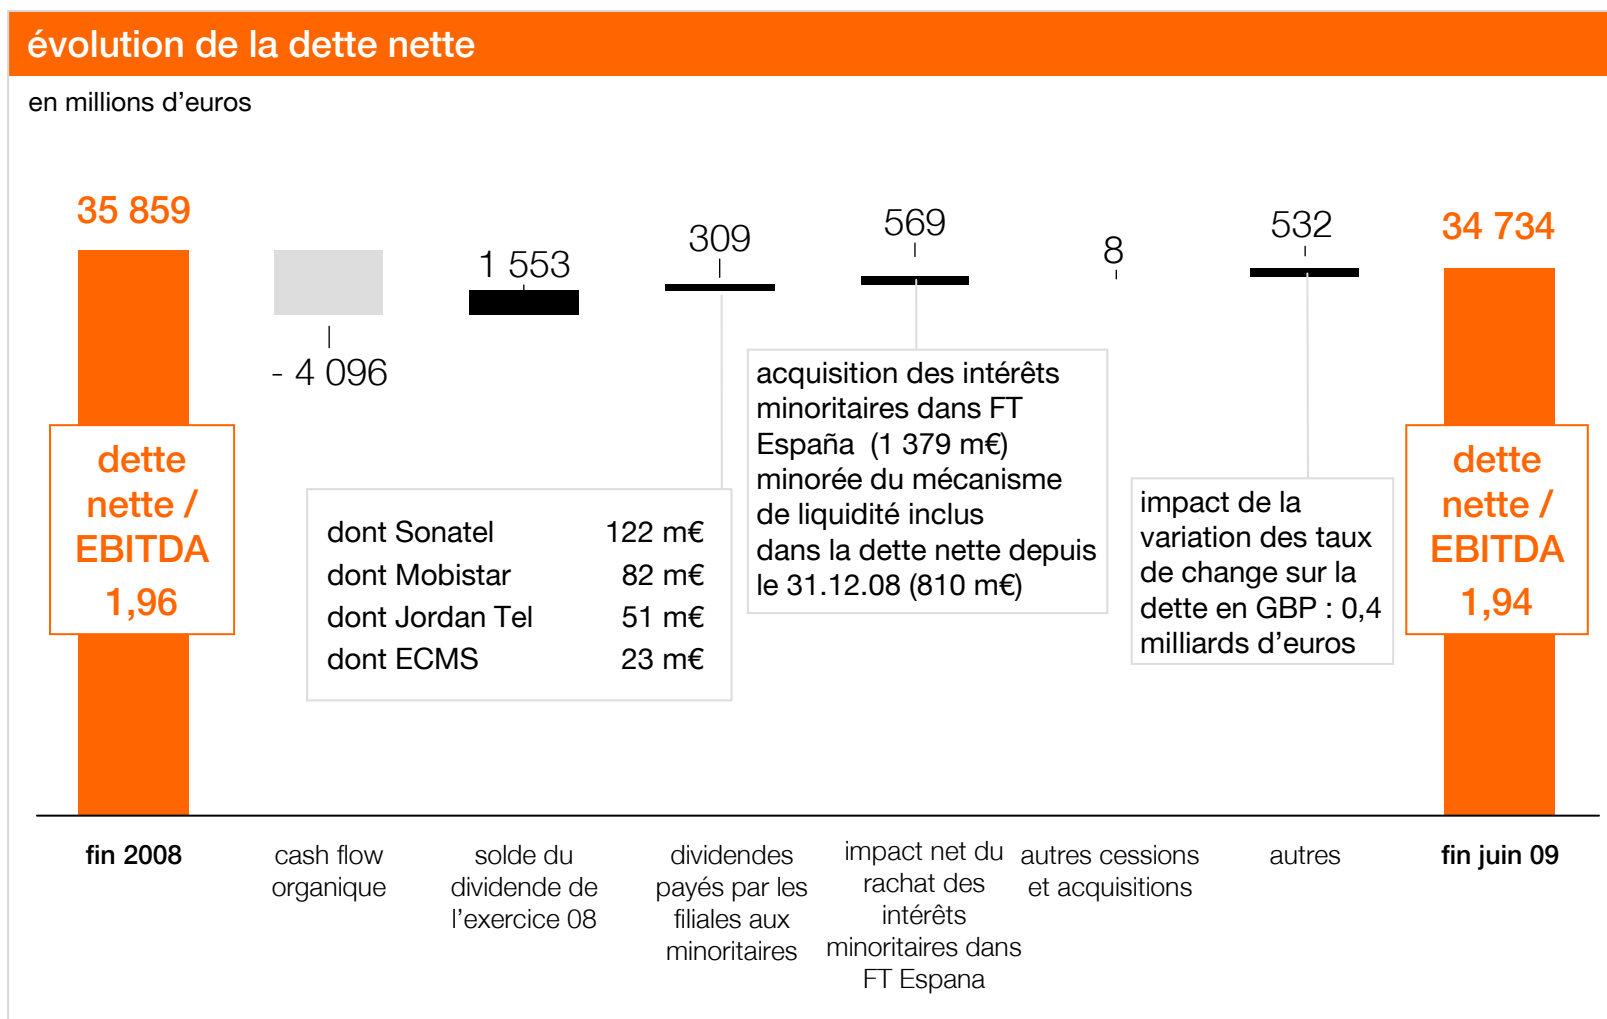 évolution de la dette nette
en millions d’euros
35 859
- 4 096
1 553
309
569
8
532
34 734
dette
nette /
EBITDA
1,96
dont Sonatel 122 m€
dont Mobistar 82 m€
dont Jordan Tel 51 m€
dont ECMS 23 m€
acquisition des intérêts
minoritaires dans FT
España (1 379 m€)
minorée du mécanisme
de liquidité inclus
dans la dette nette depuis
le 31.12.08 (810 m€)
impact de la
variation des taux
de change sur la
dette en GBP : 0,4
milliards d’euros
dette
nette /
EBITDA
1,94
fin 2008
cash flow
organique
solde du
dividende de
l’exercice 08
dividendes
payés par les
filiales aux
minoritaires
impact net du
rachat des
intérêts
minoritaires dans
FT Espana
autres cessions
et acquisitions
autres
fin juin 09